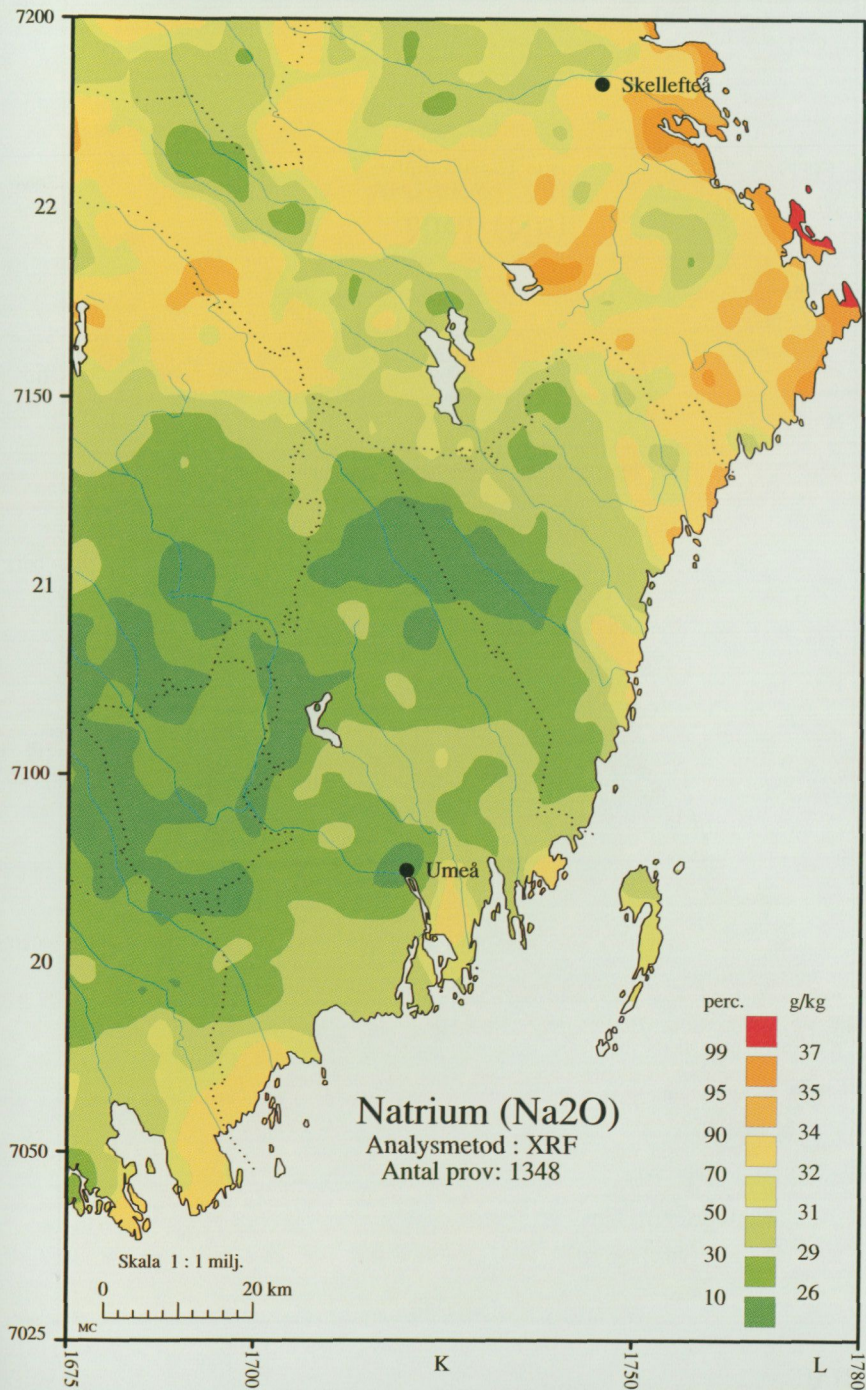 7200
Skellefteå
22
7150
21
7100
Umeå
20
perc. g/kg
99 37
95 35
90 34
70 32
50 31
30 29
10 26
Natrium (Na2O)
Analysmetod : XRF
Antal prov: 1348
7050
Skala 1 : 1 milj.
0 20 km
MC
7025
1675 1700 K 1750 L 1780